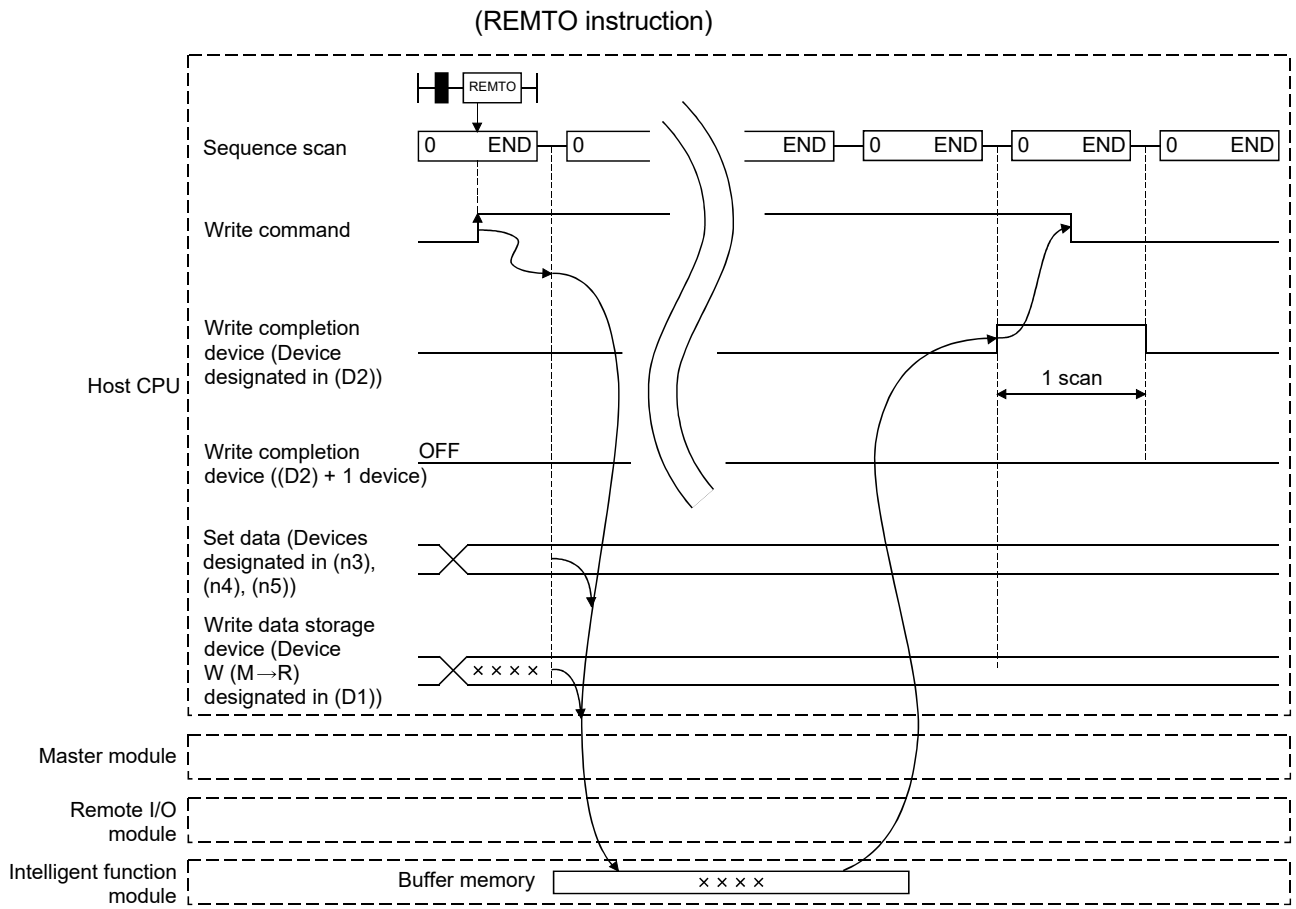 (REMTO instruction)
REMTO
Sequence scan
0 END 0 END 0 END 0 END 0 END
Write command
Write completion
device (Device
designated in (D2))
1 scan
Host CPU
Write completion
device ((D2) + 1 device)
OFF
Set data (Devices
designated in (n3),
(n4), (n5))
Write data storage
device (Device
W (M→R)
designated in (D1))
××××
Master module
Remote I/O
module
Intelligent function
module
Buffer memory
××××